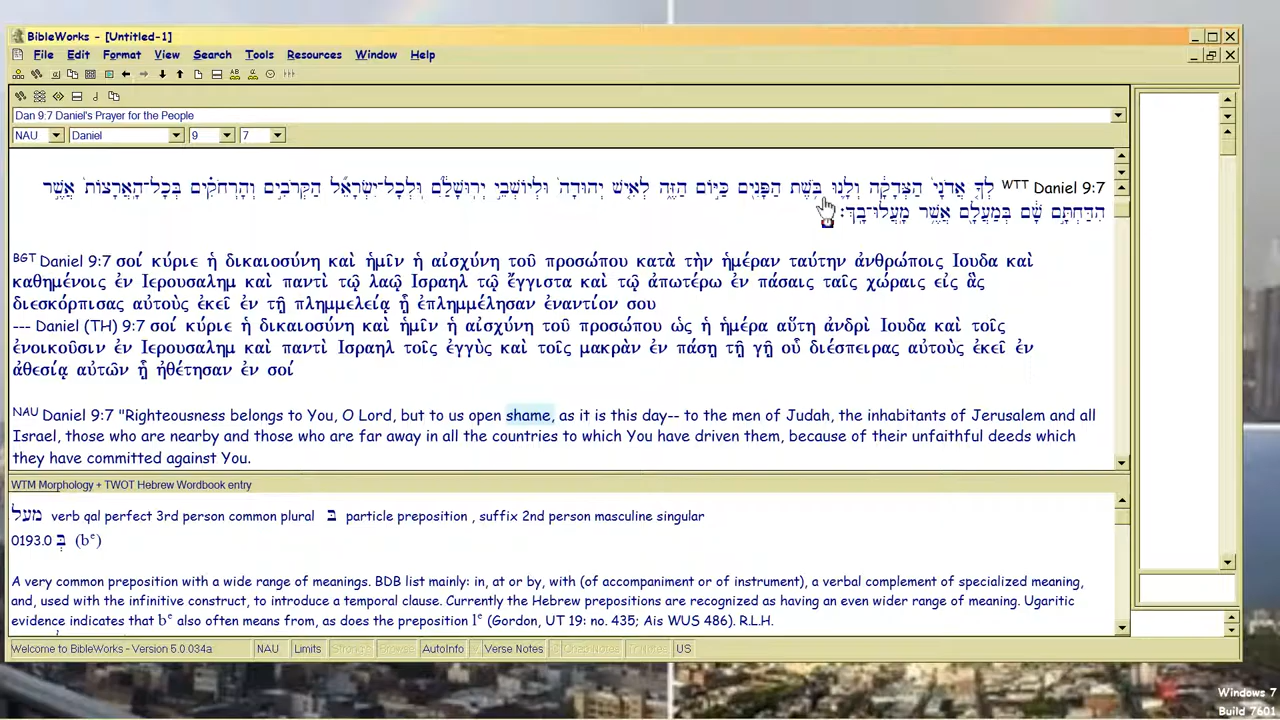 BibleWorks - [Untitled-1]
File Edit Format View Search Tools Resources Window Help
Dan 9:7 Daniel's Prayer for the People
NAU Daniel 9 7
WTT Daniel 9:7 לְךָ֤ אֲדֹנָי֙ הַצְּדָקָ֔ה וְלָ֛נוּ בֹּ֥שֶׁת הַפָּנִ֖ים כַּיּ֣וֹם הַזֶּ֑ה לְאִ֤ישׁ יְהוּדָה֙ וּלְיוֹשְׁבֵ֣י יְרוּשָׁלַ֔͏ִם וּֽלְכָל־יִשְׂרָאֵ֞ל הַקְּרֹבִ֣ים וְהָרְחֹקִ֗ים בְּכָל־הָֽאֲרָצוֹת֙ אֲשֶׁ֣ר
הִדַּחְתָּ֣ם שָׁ֔ם בְּמַעֲלָ֖ם אֲשֶׁ֥ר מָֽעֲלוּ־בָֽךְ׃
BGT Daniel 9:7 σοί κύριε ἡ δικαιοσύνη καὶ ἡμῖν ἡ αἰσχύνη τοῦ προσώπου κατὰ τὴν ἡμέραν ταύτην ἀνθρώποις Ιουδα καὶ
καθημένοις ἐν Ιερουσαλημ καὶ παντὶ τῷ λαῷ Ισραηλ τῷ ἔγγιστα καὶ τῷ ἀπωτέρω ἐν πάσαις ταῖς χώραις εἰς ἃς
διεσκόρπισας αὐτοὺς ἐκεῖ ἐν τῇ πλημμελείᾳ ᾗ ἐπλημμέλησαν ἐναντίον σου
--- Daniel (TH) 9:7 σοί κύριε ἡ δικαιοσύνη καὶ ἡμῖν ἡ αἰσχύνη τοῦ προσώπου ὡς ἡ ἡμέρα αὕτη ἀνδρὶ Ιουδα καὶ τοῖς
ἐνοικοῦσιν ἐν Ιερουσαλημ καὶ παντὶ Ισραηλ τοῖς ἐγγὺς καὶ τοῖς μακρὰν ἐν πάσῃ τῇ γῇ οὗ διέσπειρας αὐτοὺς ἐκεῖ ἐν
ἀθεσίᾳ αὐτῶν ᾗ ἠθέτησαν ἐν σοί
NAU Daniel 9:7 "Righteousness belongs to You, O Lord, but to us open shame, as it is this day-- to the men of Judah, the inhabitants of Jerusalem and all
Israel, those who are nearby and those who are far away in all the countries to which You have driven them, because of their unfaithful deeds which
they have committed against You.
WTM Morphology + TWOT Hebrew Wordbook entry
מעל verb qal perfect 3rd person common plural בּ particle preposition , suffix 2nd person masculine singular
0193.0 בְּ (bᵉ)
A very common preposition with a wide range of meanings. BDB list mainly: in, at or by, with (of accompaniment or of instrument), a verbal complement of specialized meaning,
and, used with the infinitive construct, to introduce a temporal clause. Currently the Hebrew prepositions are recognized as having an even wider range of meaning. Ugaritic
evidence indicates that bᵉ also often means from, as does the preposition lᵉ (Gordon, UT 19: no. 435; Ais WUS 486). R.L.H.
Welcome to BibleWorks - Version 5.0 034a NAU Limits Strong's Browse AutoInfo Verse Notes US
Windows 7
Build 7601